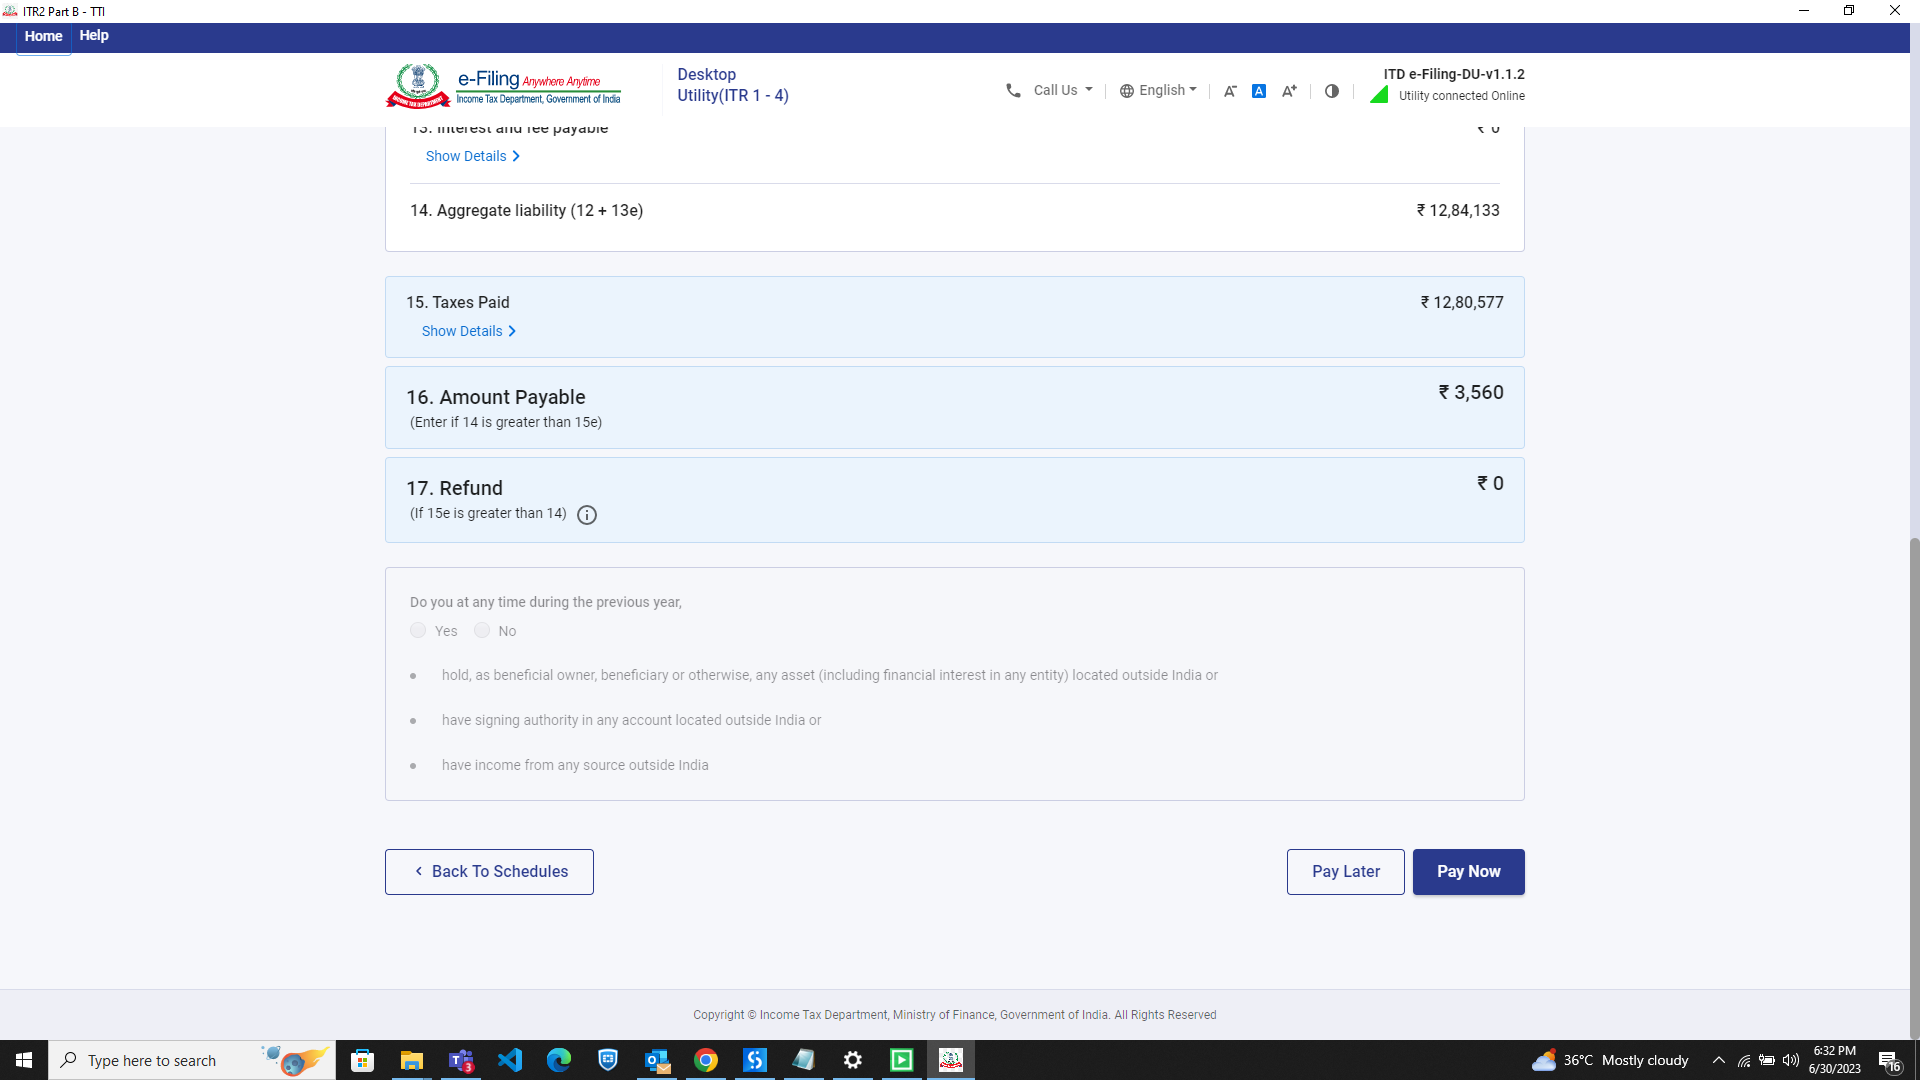 ITR2 Part B - TTI
Home Help
e-Filing Anywhere Anytime
Income Tax Department, Government of India
Desktop
Utility(ITR 1 - 4)
Call Us
English
A- A A+
ITD e-Filing-DU-v1.1.2
Utility connected Online
13. Interest and fee payable ₹ 0
Show Details
14. Aggregate liability (12 + 13e) ₹ 12,84,133
15. Taxes Paid ₹ 12,80,577
Show Details
16. Amount Payable ₹ 3,560
(Enter if 14 is greater than 15e)
17. Refund ₹ 0
(If 15e is greater than 14)
Do you at any time during the previous year,
Yes No
• hold, as beneficial owner, beneficiary or otherwise, any asset (including financial interest in any entity) located outside India or
• have signing authority in any account located outside India or
• have income from any source outside India
Back To Schedules
Pay Later
Pay Now
Copyright © Income Tax Department, Ministry of Finance, Government of India. All Rights Reserved
Type here to search
3
36°C Mostly cloudy
6:32 PM
6/30/2023
16